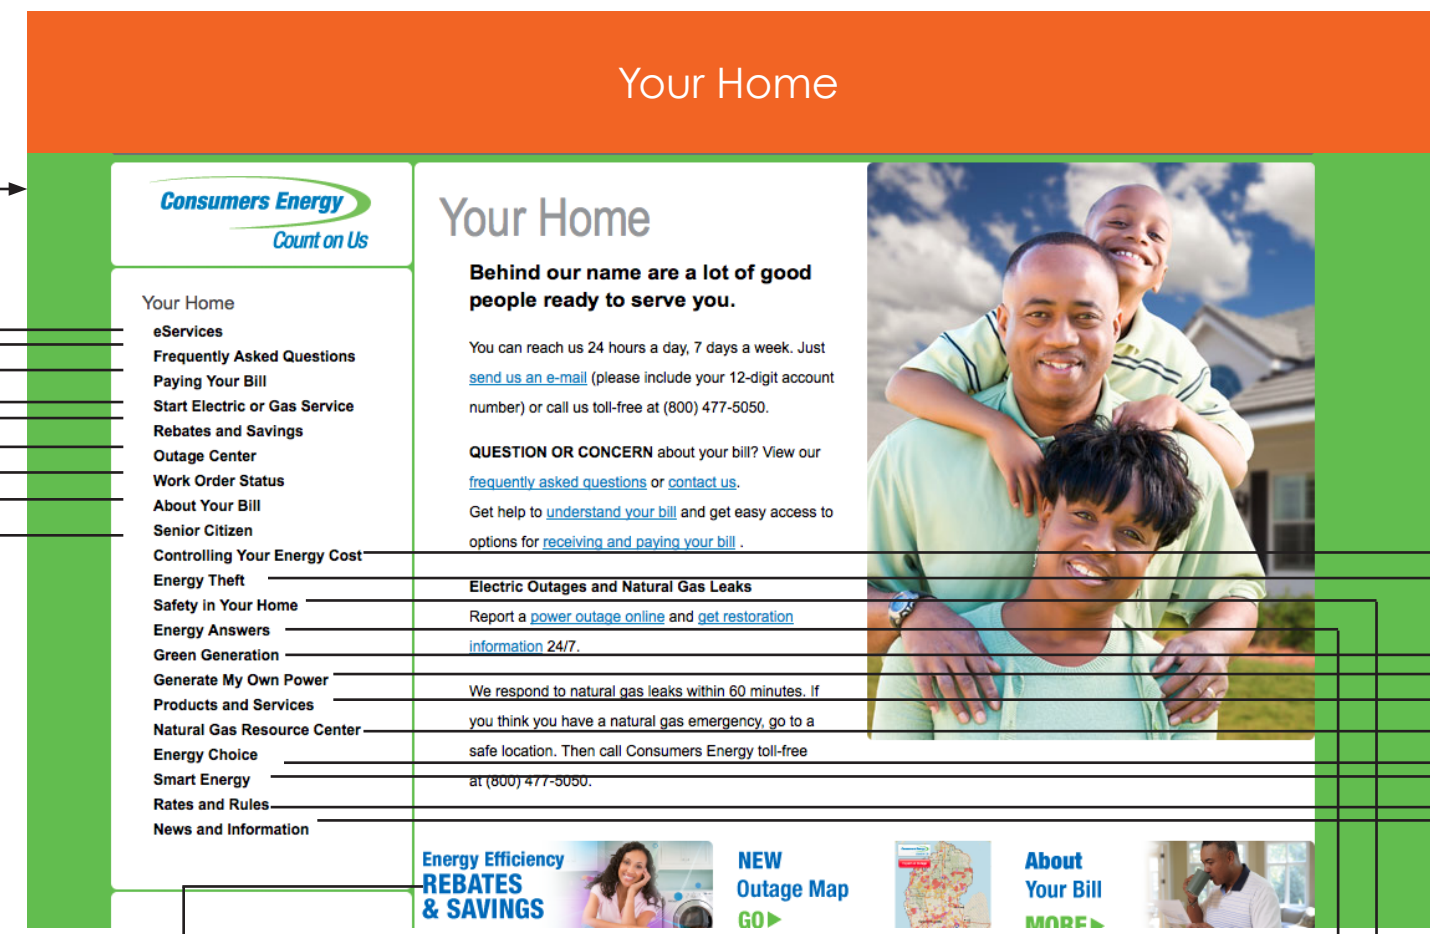 Your Home
Consumers Energy
Count on Us
Your Home
eServices
Frequently Asked Questions
Paying Your Bill
Start Electric or Gas Service
Rebates and Savings
Outage Center
Work Order Status
About Your Bill
Senior Citizen
Controlling Your Energy Cost
Energy Theft
Safety in Your Home
Energy Answers
Green Generation
Generate My Own Power
Products and Services
Natural Gas Resource Center
Energy Choice
Smart Energy
Rates and Rules
News and Information
Your Home
Behind our name are a lot of good
people ready to serve you.
You can reach us 24 hours a day, 7 days a week. Just
send us an e-mail (please include your 12-digit account
number) or call us toll-free at (800) 477-5050.
QUESTION OR CONCERN about your bill? View our
frequently asked questions or contact us.
Get help to understand your bill and get easy access to
options for receiving and paying your bill .
Electric Outages and Natural Gas Leaks
Report a power outage online and get restoration
information 24/7.
We respond to natural gas leaks within 60 minutes. If
you think you have a natural gas emergency, go to a
safe location. Then call Consumers Energy toll-free
at (800) 477-5050.
Energy Efficiency
REBATES
& SAVINGS
NEW
Outage Map
GO
About
Your Bill
MORE